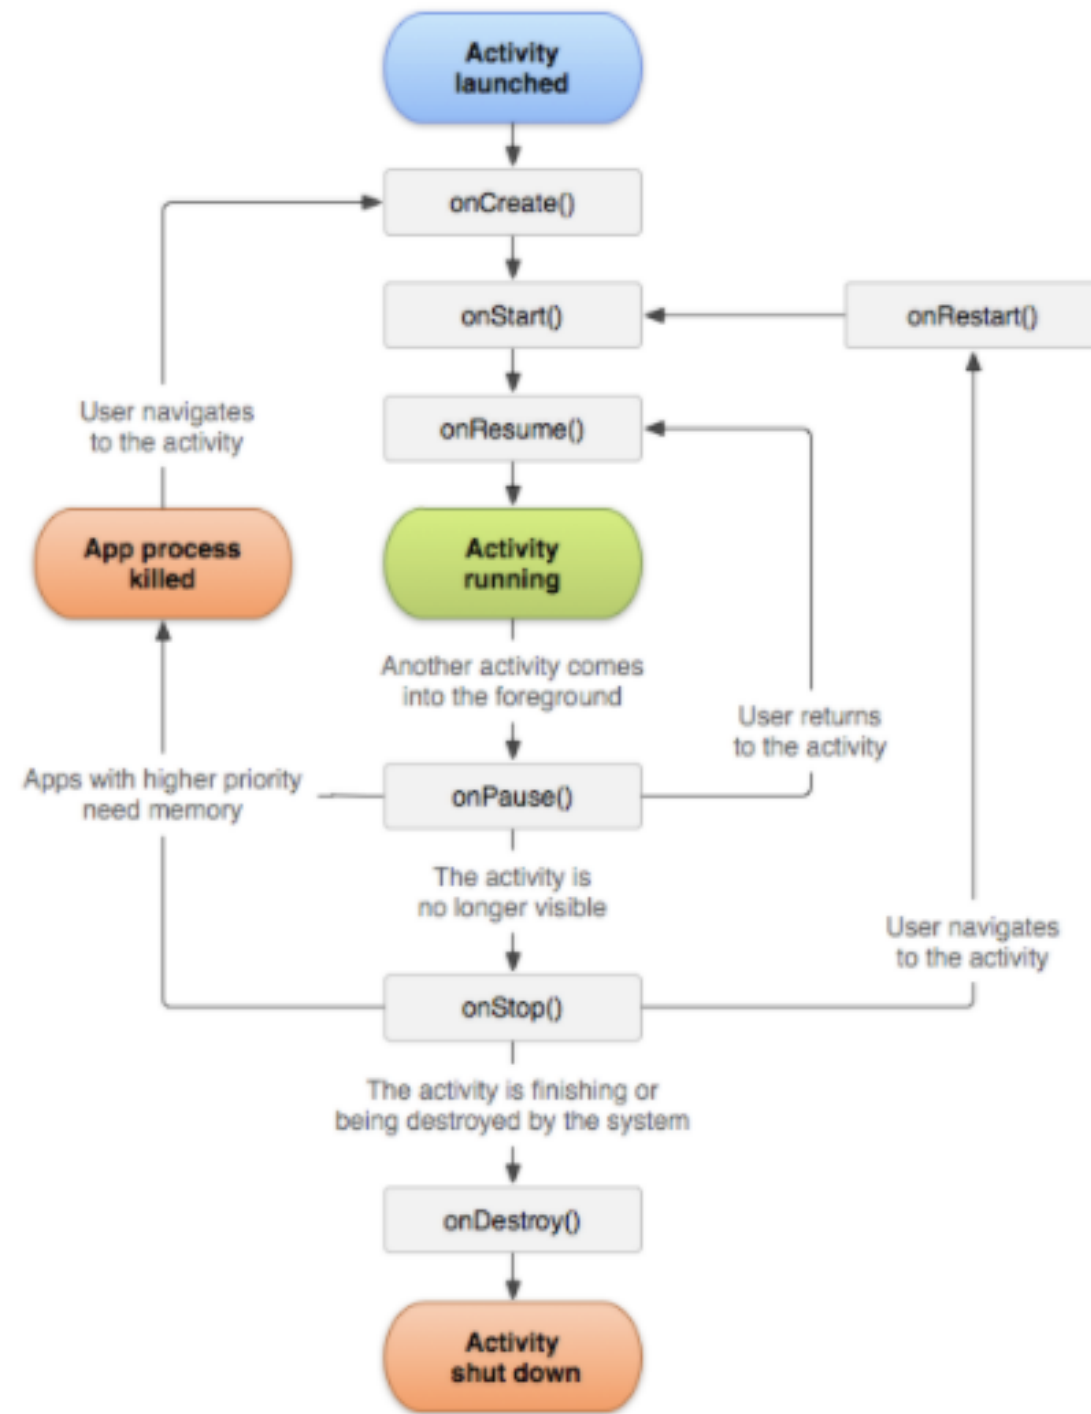 Activity
launched
onCreate()
onStart()
onRestart()
User navigates
to the activity
onResume()
App process
killed
Activity
running
Another activity comes
into the foreground
User returns
to the activity
Apps with higher priority
need memory
onPause()
The activity is
no longer visible
User navigates
to the activity
onStop()
The activity is finishing or
being destroyed by the system
onDestroy()
Activity
shut down